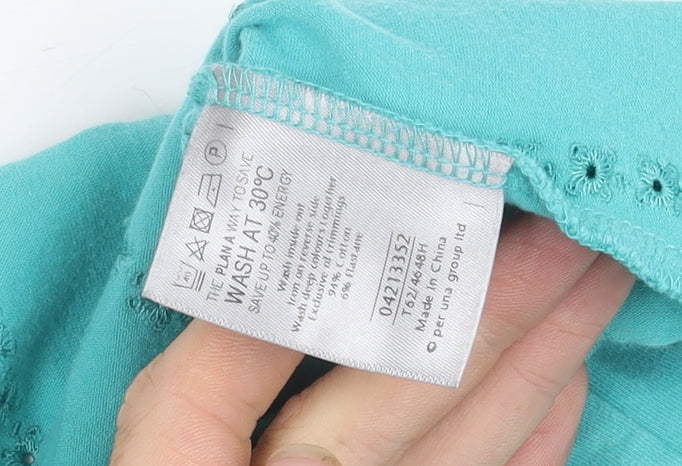 P
THE PLAN A WAY TO SAVE
WASH AT 30°C
SAVE UP TO 40% ENERGY
Wash inside out
Iron on reverse side
Wash deep colours together
Exclusive of trimmings
94% Cotton
6% Elastane
04213352
T62/4648H
Made in China
© per una group ltd